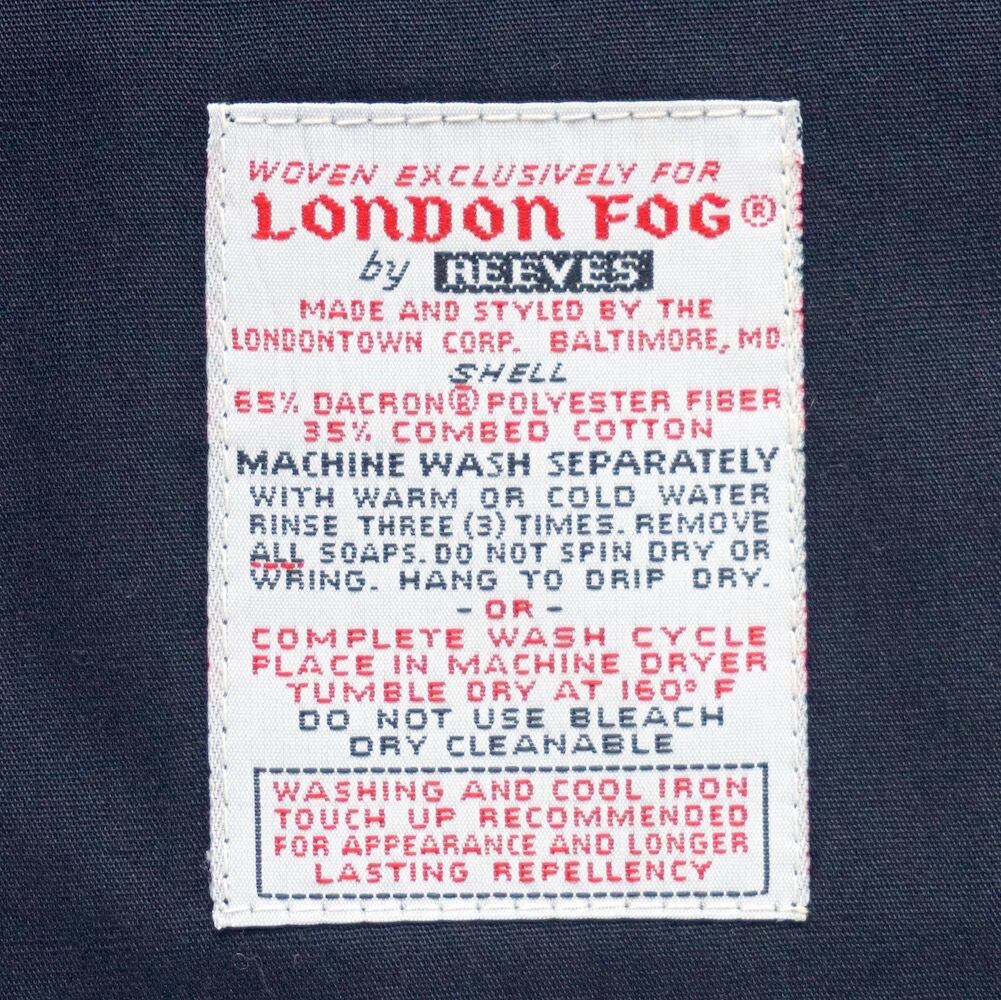 WOVEN EXCLUSIVELY FOR
LONDON FOG®
by REEVES
MADE AND STYLED BY THE
LONDONTOWN CORP. BALTIMORE, MD.
SHELL
65% DACRON® POLYESTER FIBER
35% COMBED COTTON
MACHINE WASH SEPARATELY
WITH WARM OR COLD WATER
RINSE THREE (3) TIMES. REMOVE
ALL SOAPS. DO NOT SPIN DRY OR
WRING. HANG TO DRIP DRY.
- OR -
COMPLETE WASH CYCLE
PLACE IN MACHINE DRYER
TUMBLE DRY AT 160° F
DO NOT USE BLEACH
DRY CLEANABLE
WASHING AND COOL IRON
TOUCH UP RECOMMENDED
FOR APPEARANCE AND LONGER
LASTING REPELLENCY